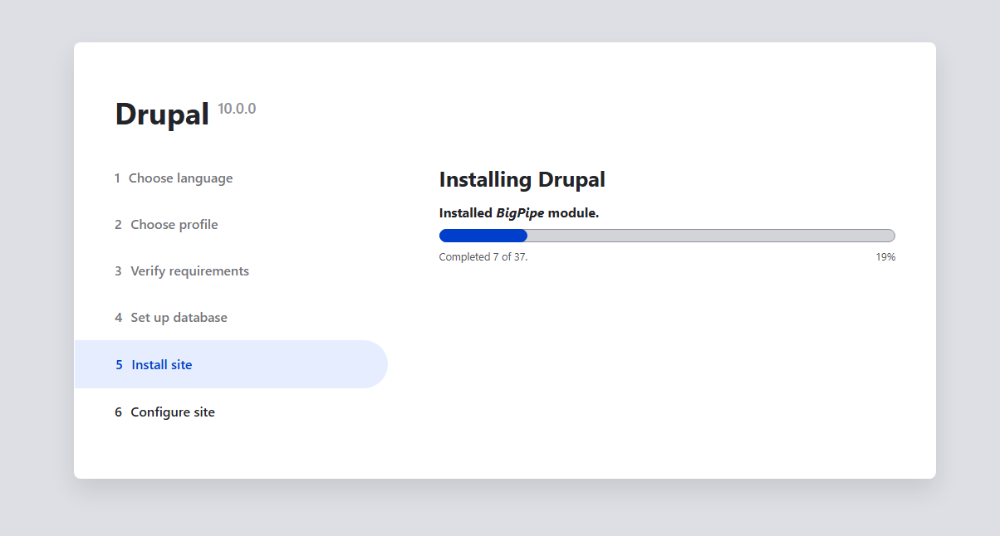 Drupal 10.0.0
1 Choose language
2 Choose profile
3 Verify requirements
4 Set up database
5 Install site
6 Configure site
Installing Drupal
Installed BigPipe module.
Completed 7 of 37. 19%